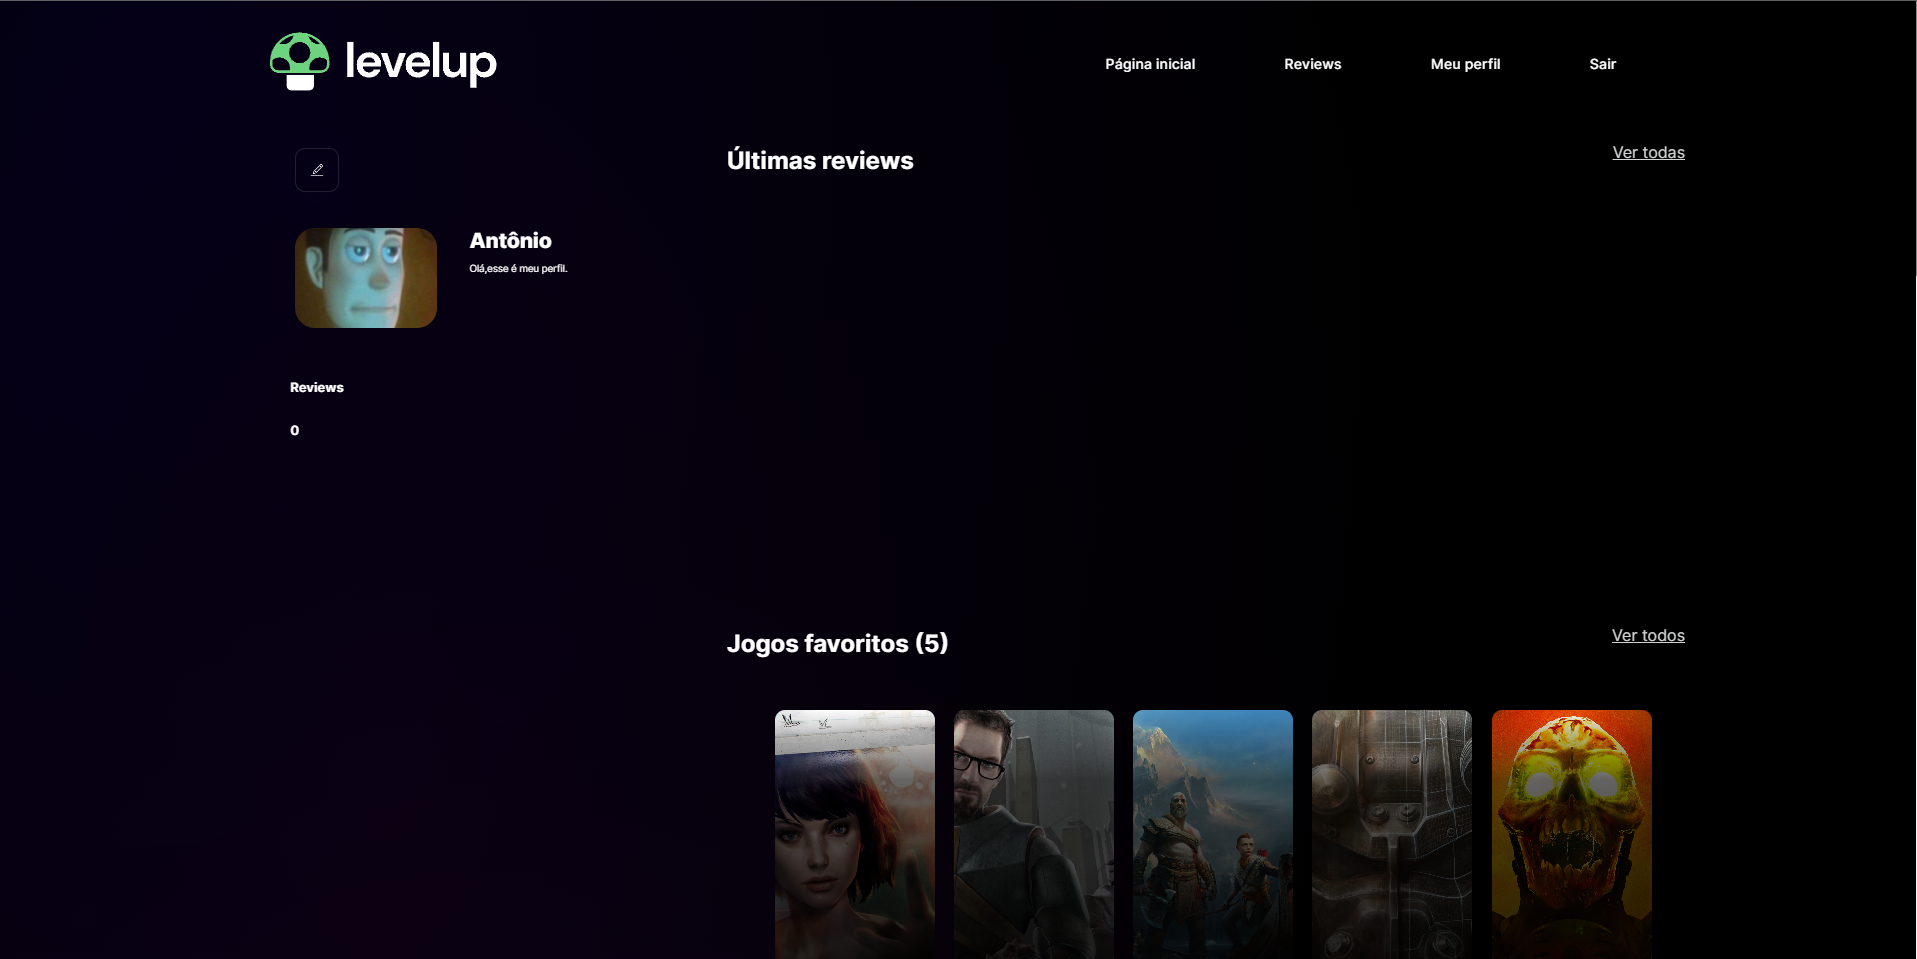 levelup
Página inicial
Reviews
Meu perfil
Sair
Últimas reviews
Ver todas
Antônio
Olá,esse é meu perfil.
Reviews
0
Jogos favoritos (5)
Ver todos